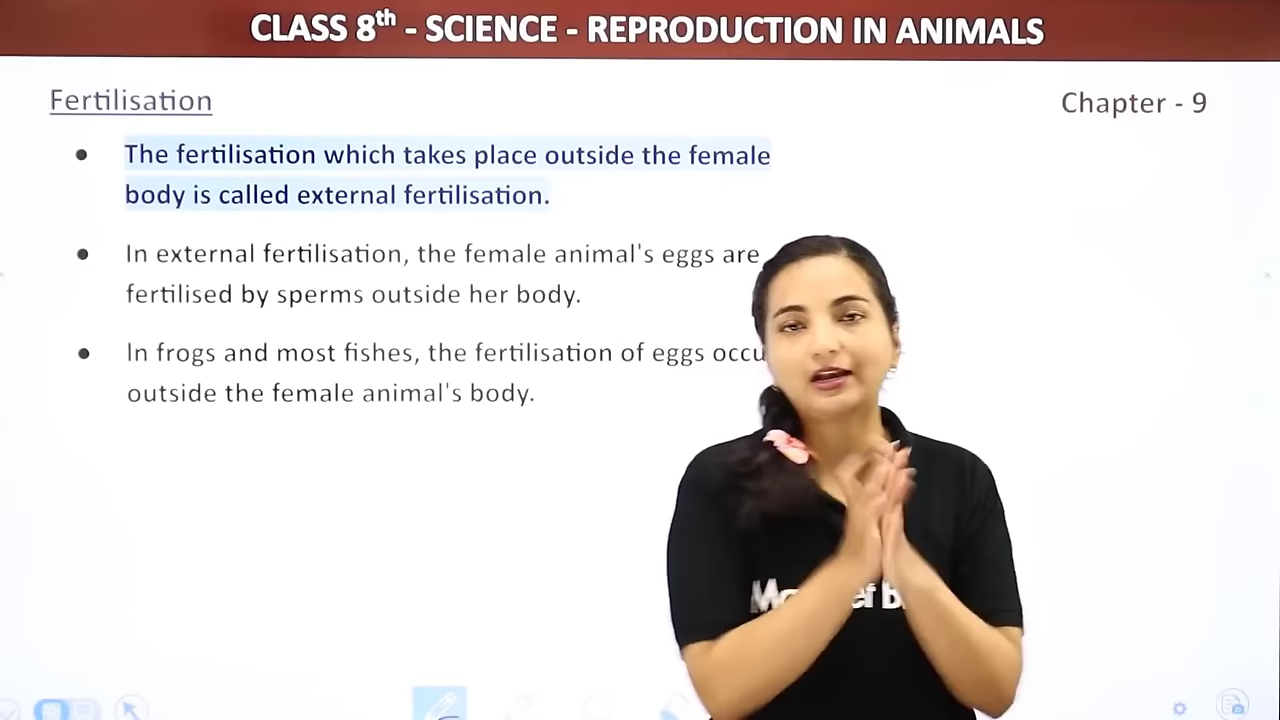 CLASS 8th - SCIENCE - REPRODUCTION IN ANIMALS
Fertilisation
Chapter - 9
The fertilisation which takes place outside the female
body is called external fertilisation.
In external fertilisation, the female animal's eggs are
fertilised by sperms outside her body.
In frogs and most fishes, the fertilisation of eggs occu
outside the female animal's body.